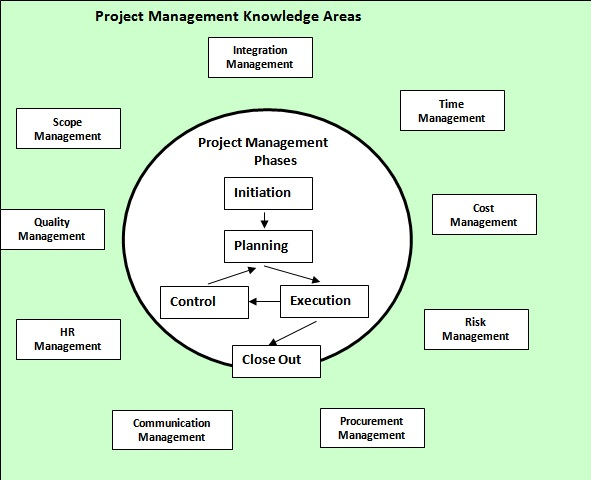 Project Management Knowledge Areas
Integration
Management
Time
Management
Scope
Management
Project Management
Phases
Initiation
Cost
Management
Quality
Management
Planning
Control
Execution
HR
Management
Risk
Management
Close Out
Communication
Management
Procurement
Management